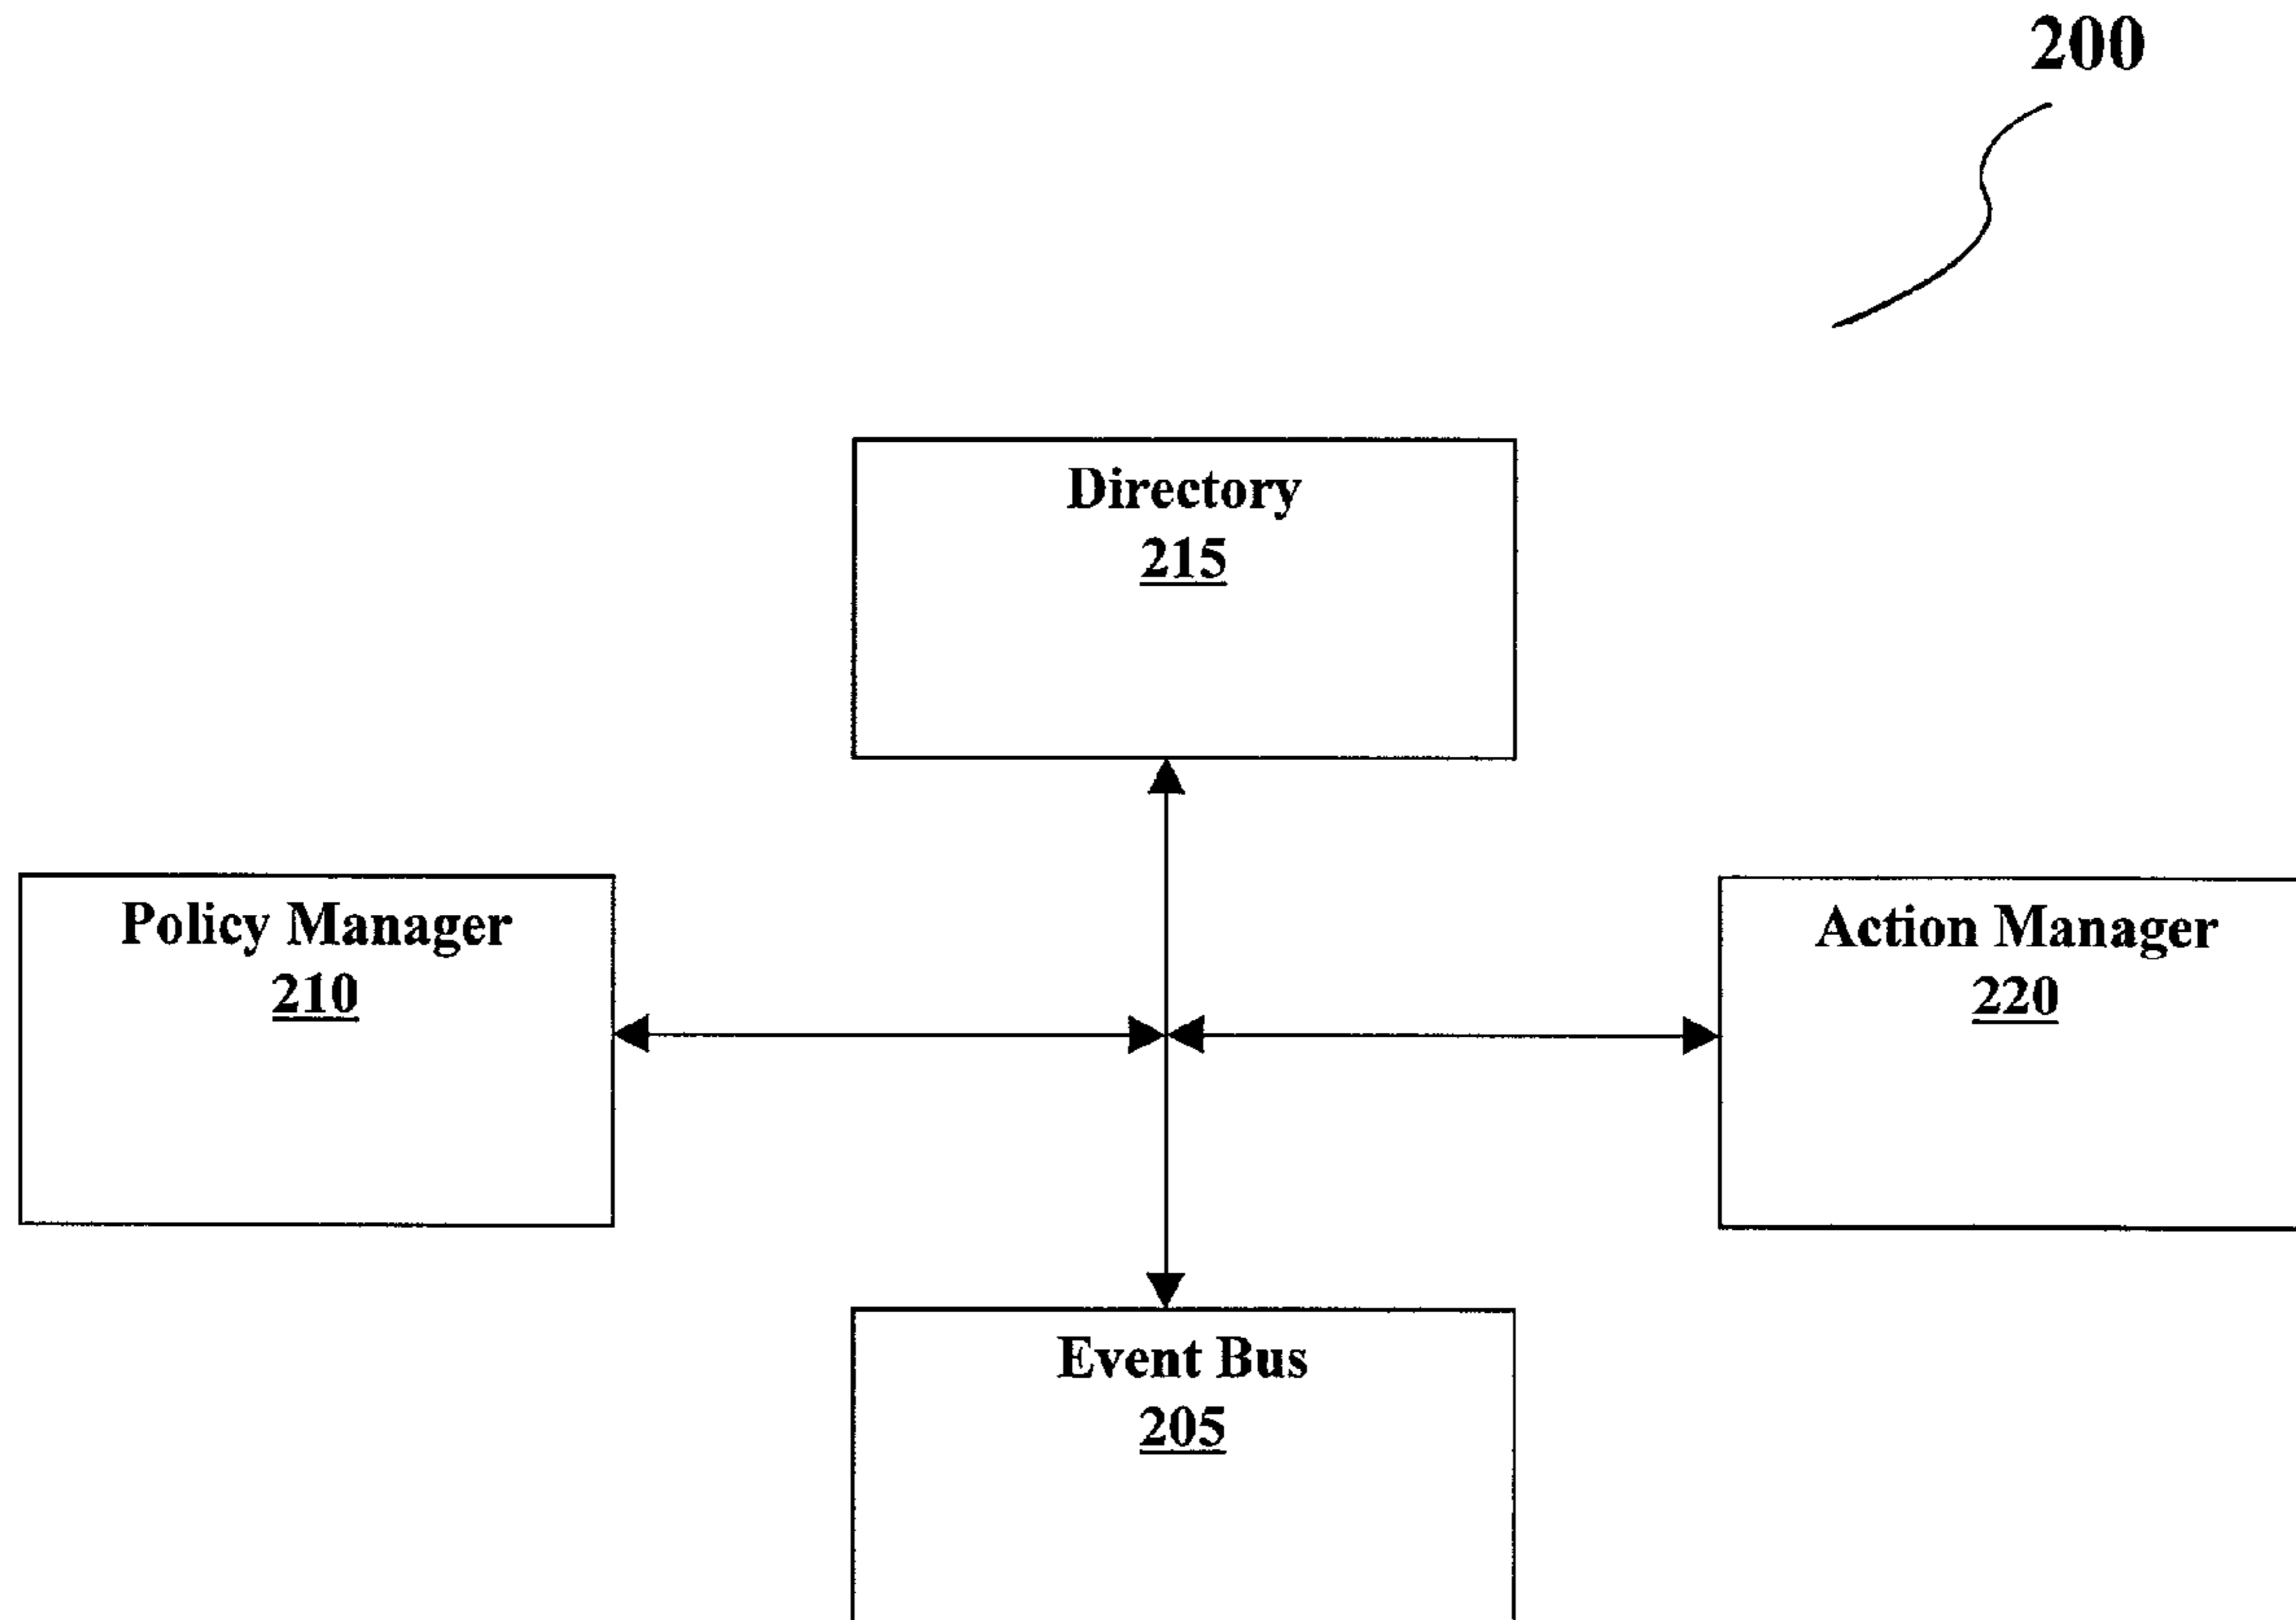 200
Directory
215
Policy Manager
210
Action Manager
220
Event Bus
205